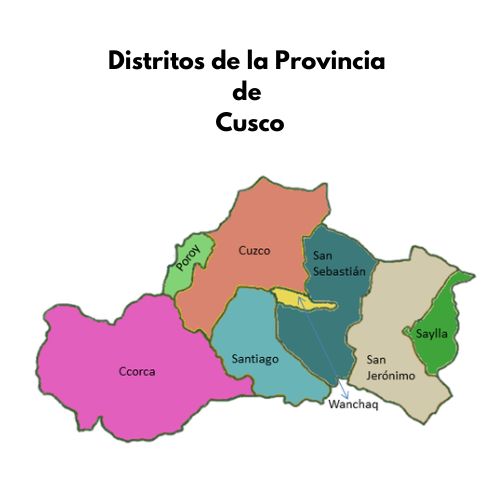 Distritos de la Provincia
de
Cusco
Poroy
Cuzco
San
Sebastián
Saylla
Santiago
San
Jerónimo
Ccorca
Wanchaq